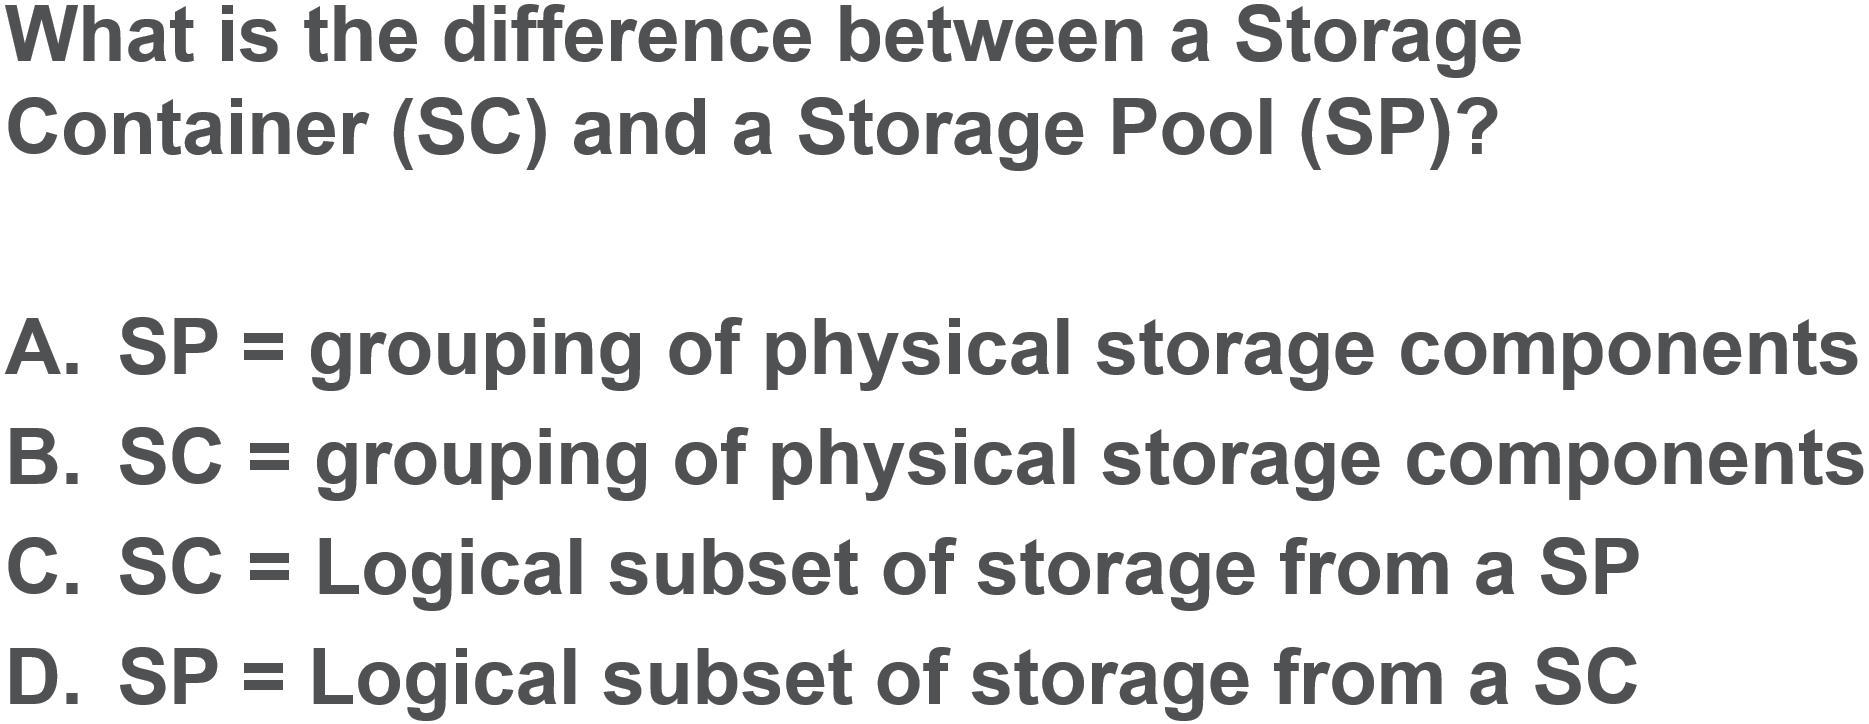 What is the difference between a Storage
Container (SC) and a Storage Pool (SP)?
A. SP = grouping of physical storage components
B. SC = grouping of physical storage components
C. SC = Logical subset of storage from a SP
D. SP = Logical subset of storage from a SC